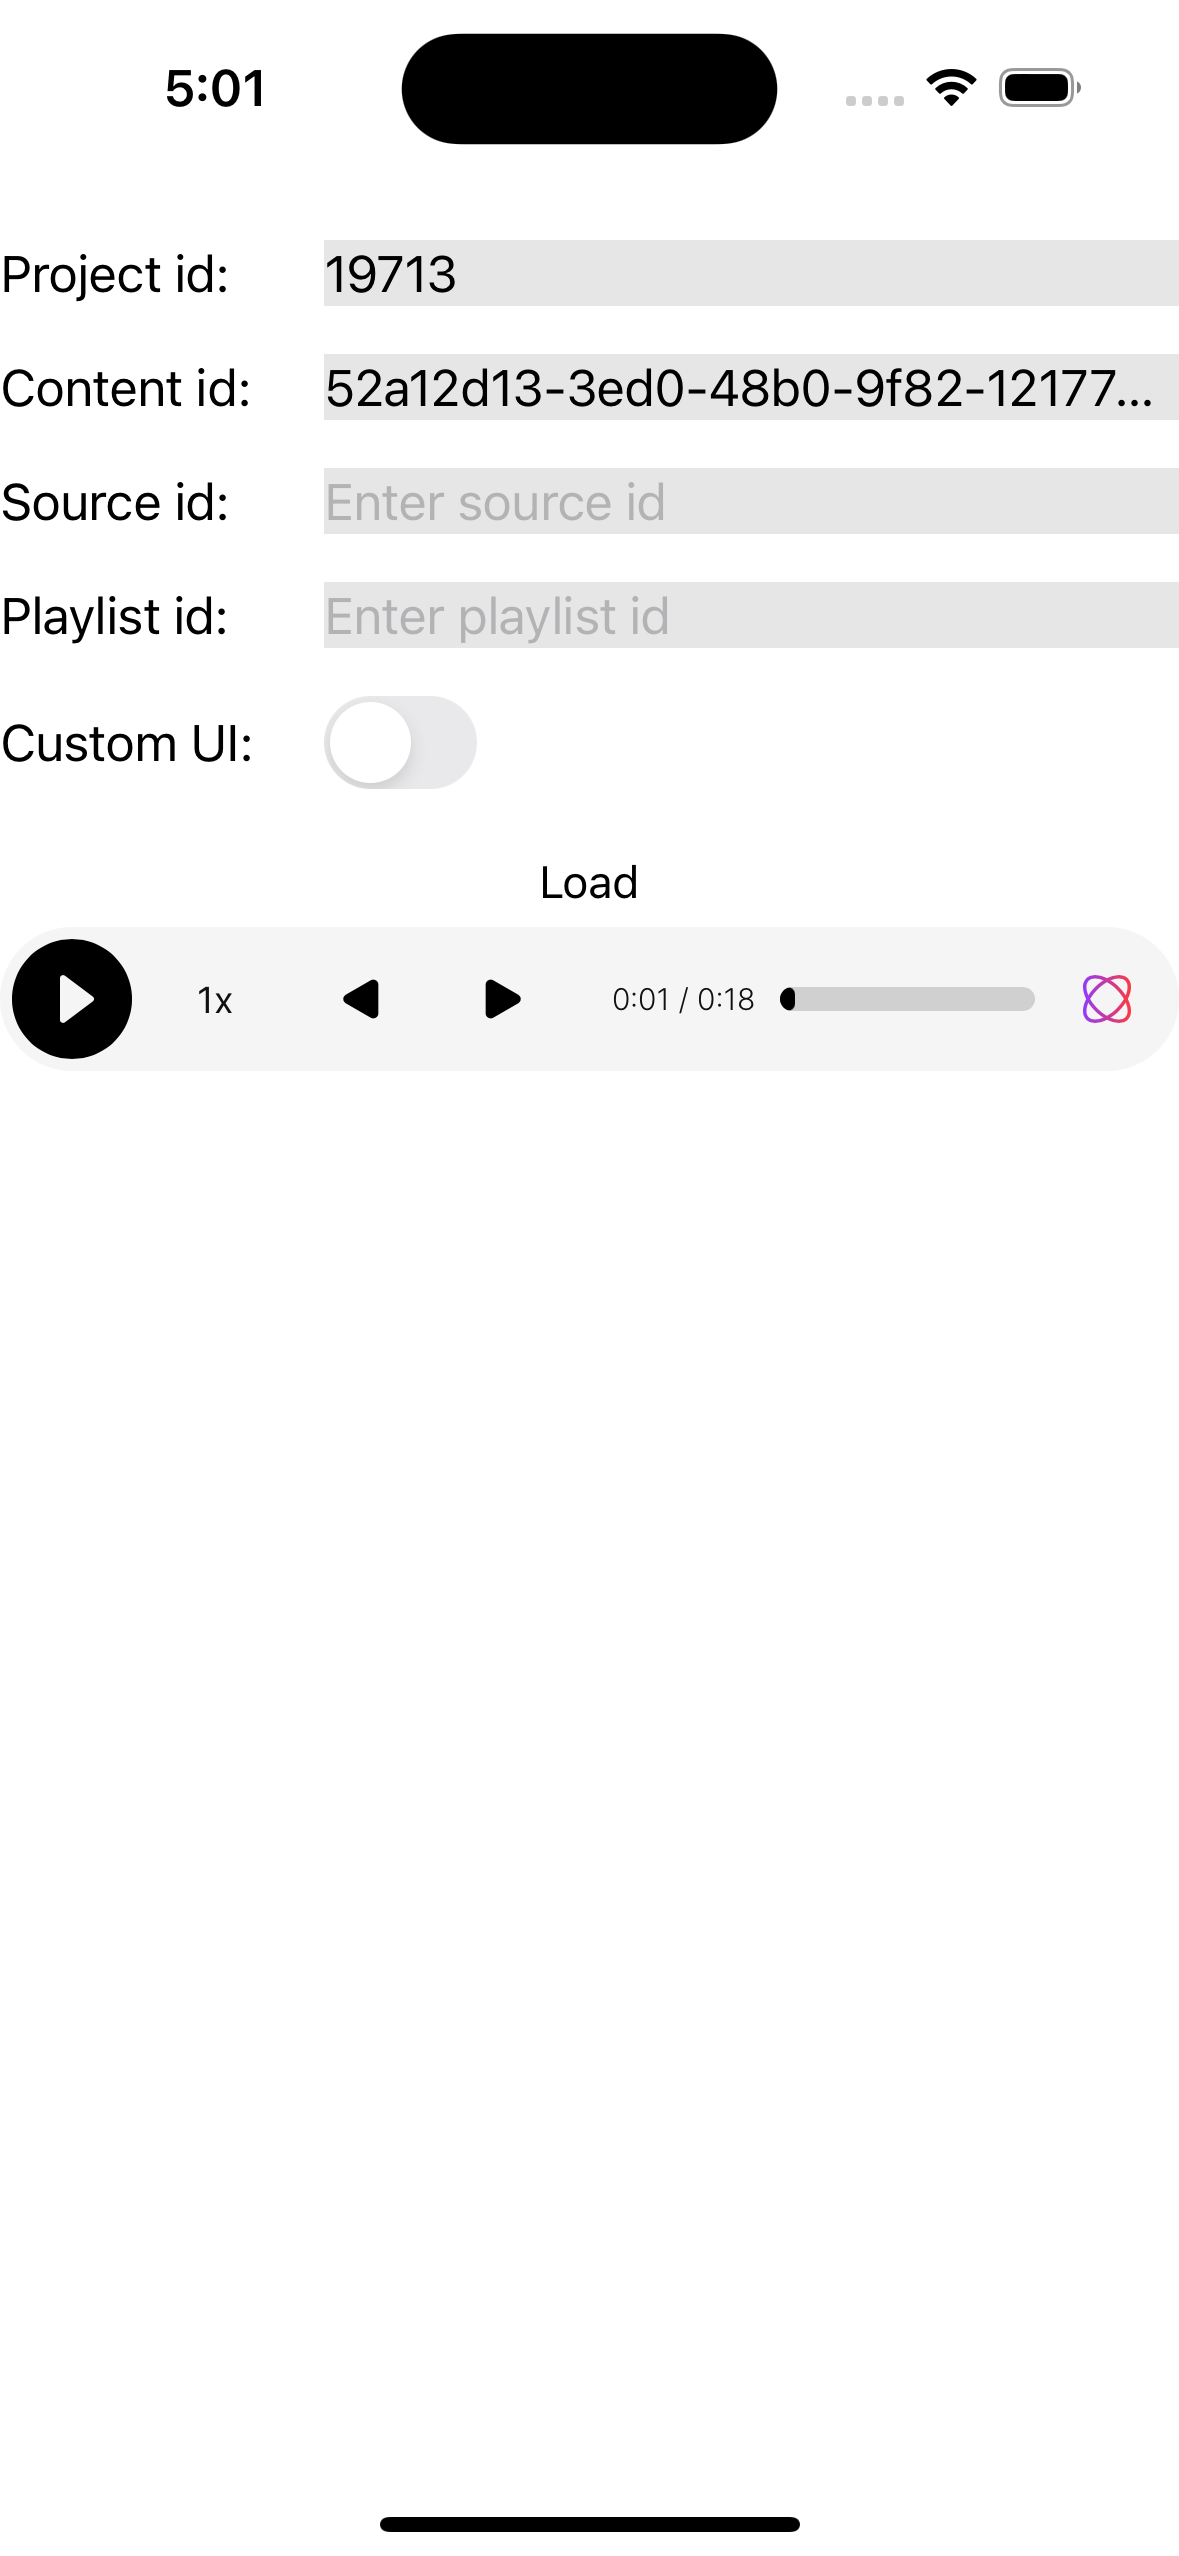 5:01
Project id: 19713
Content id: 52a12d13-3ed0-48b0-9f82-12177...
Source id: Enter source id
Playlist id: Enter playlist id
Custom UI:
Load
1x 0:01 / 0:18